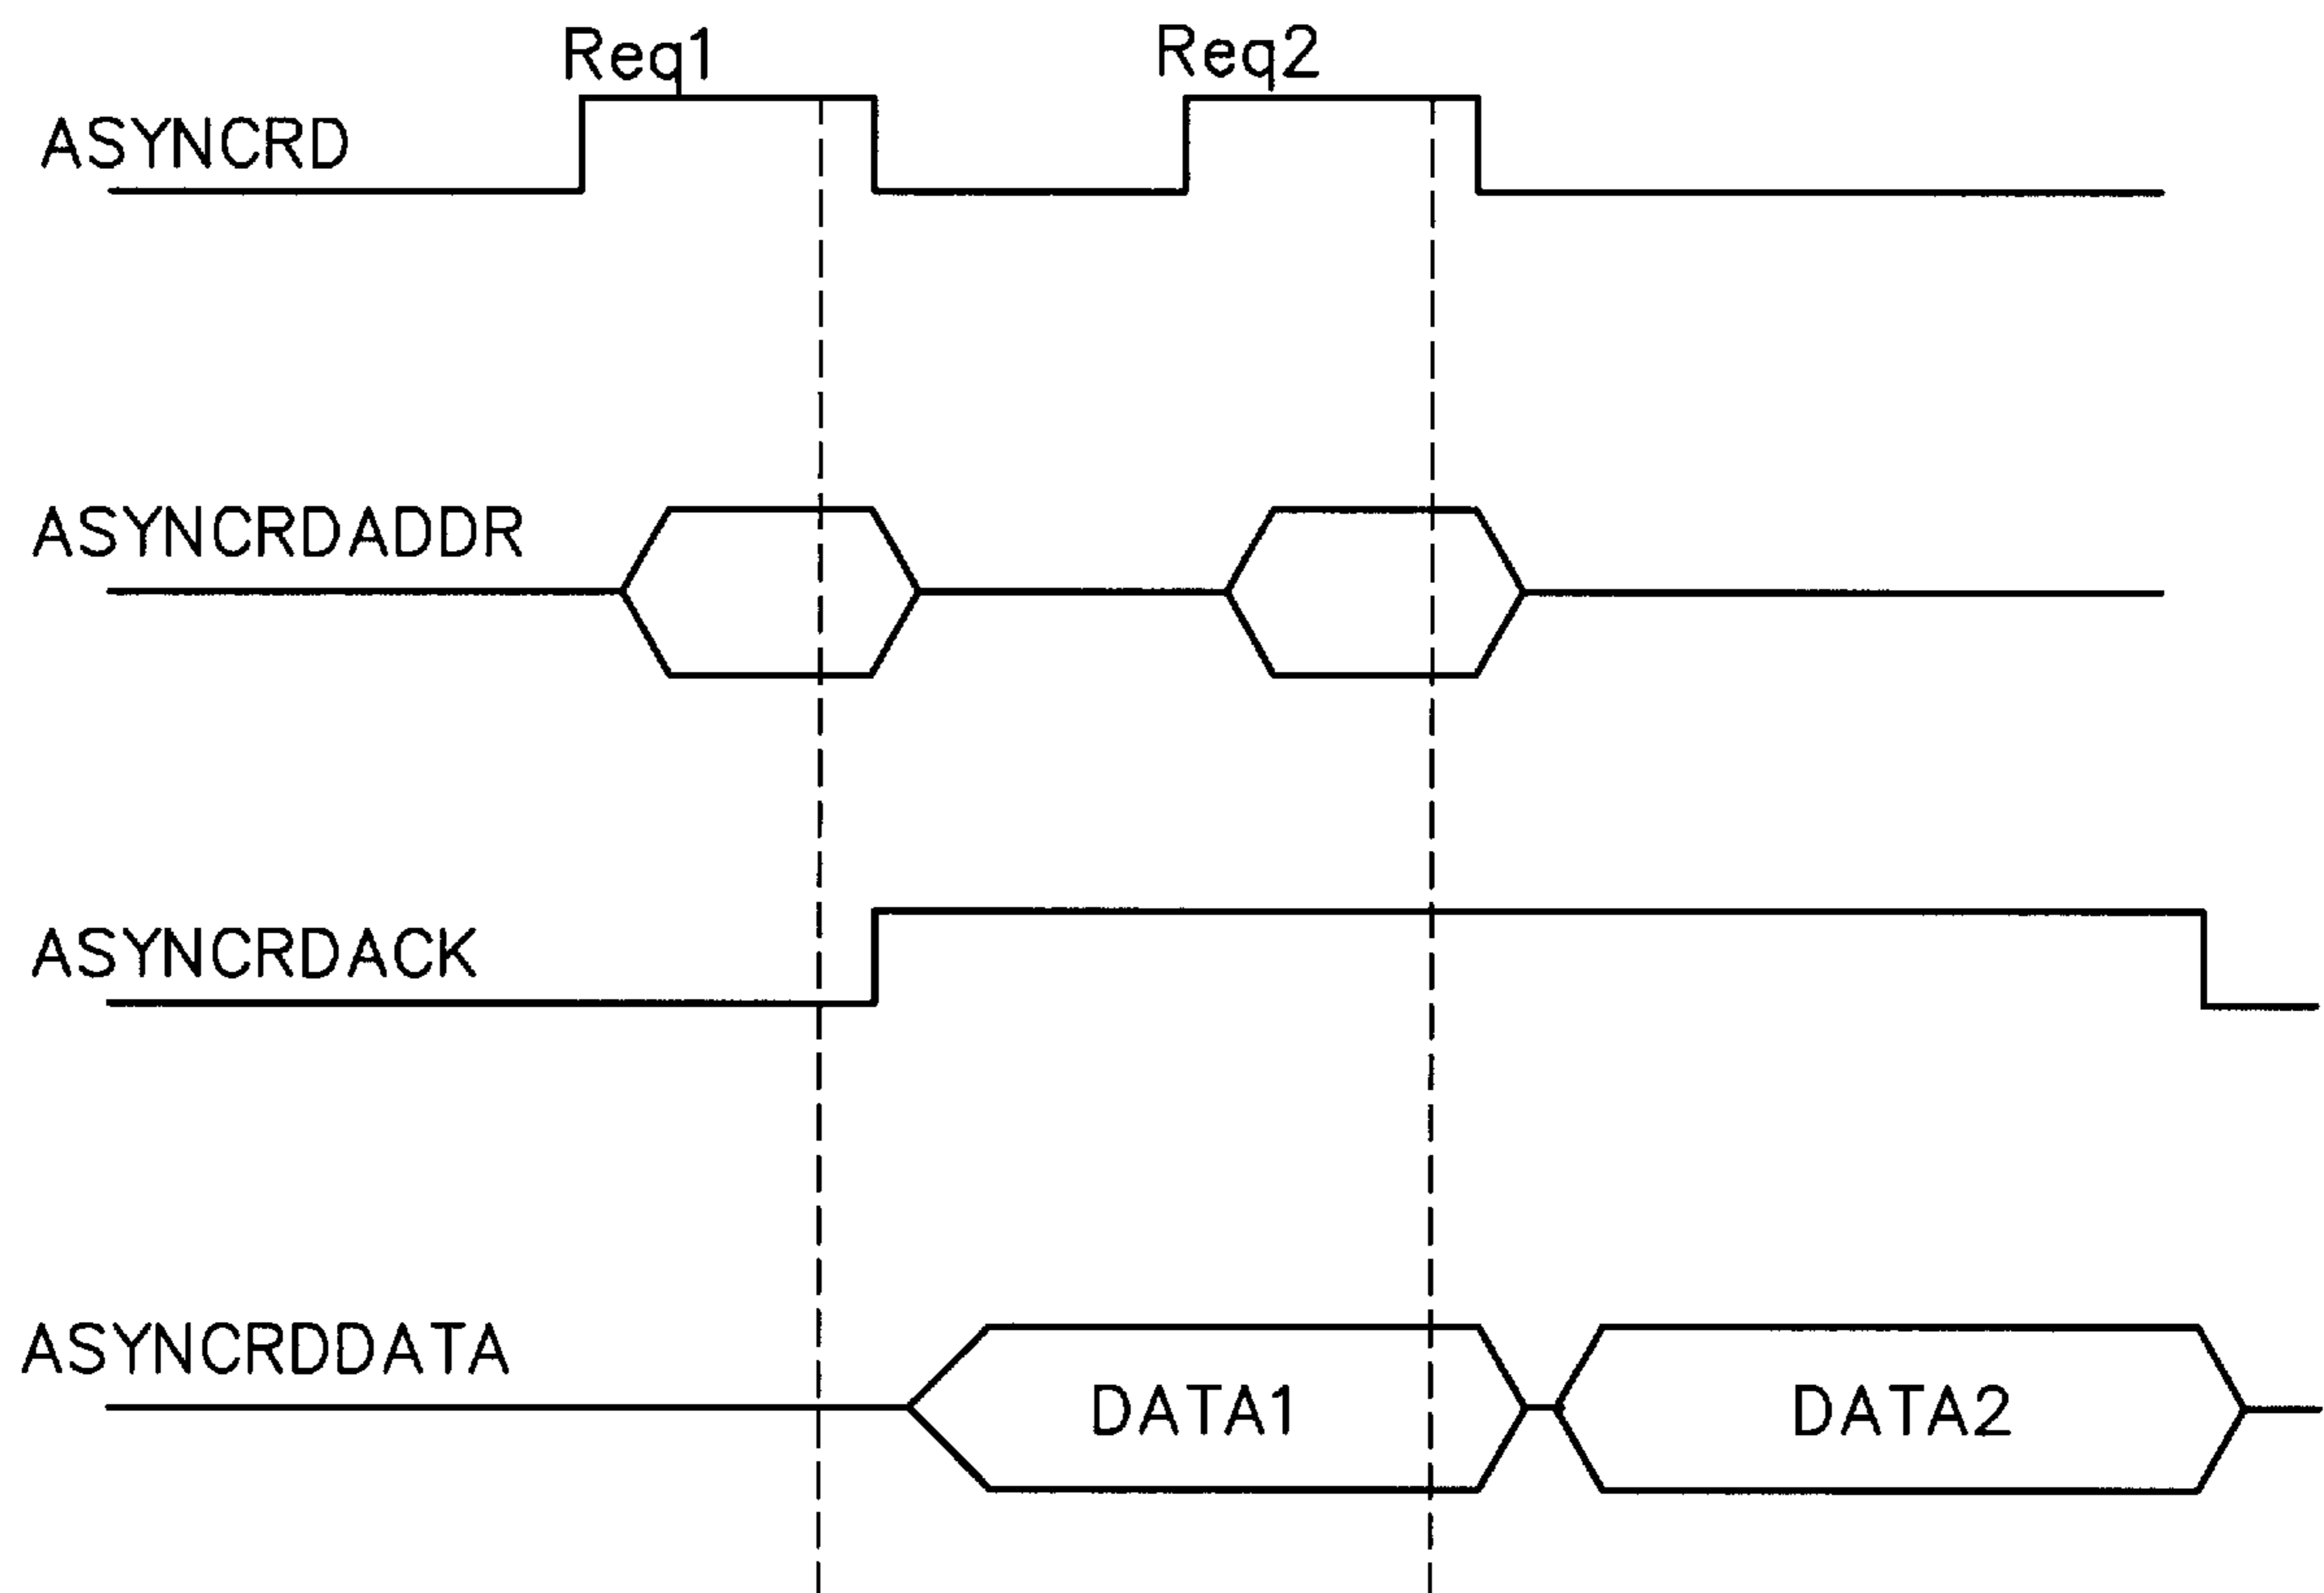 Req1 Req2
ASYNCRD
ASYNCRDADDR
ASYNCRDACK
ASYNCRDDATA
DATA1 DATA2